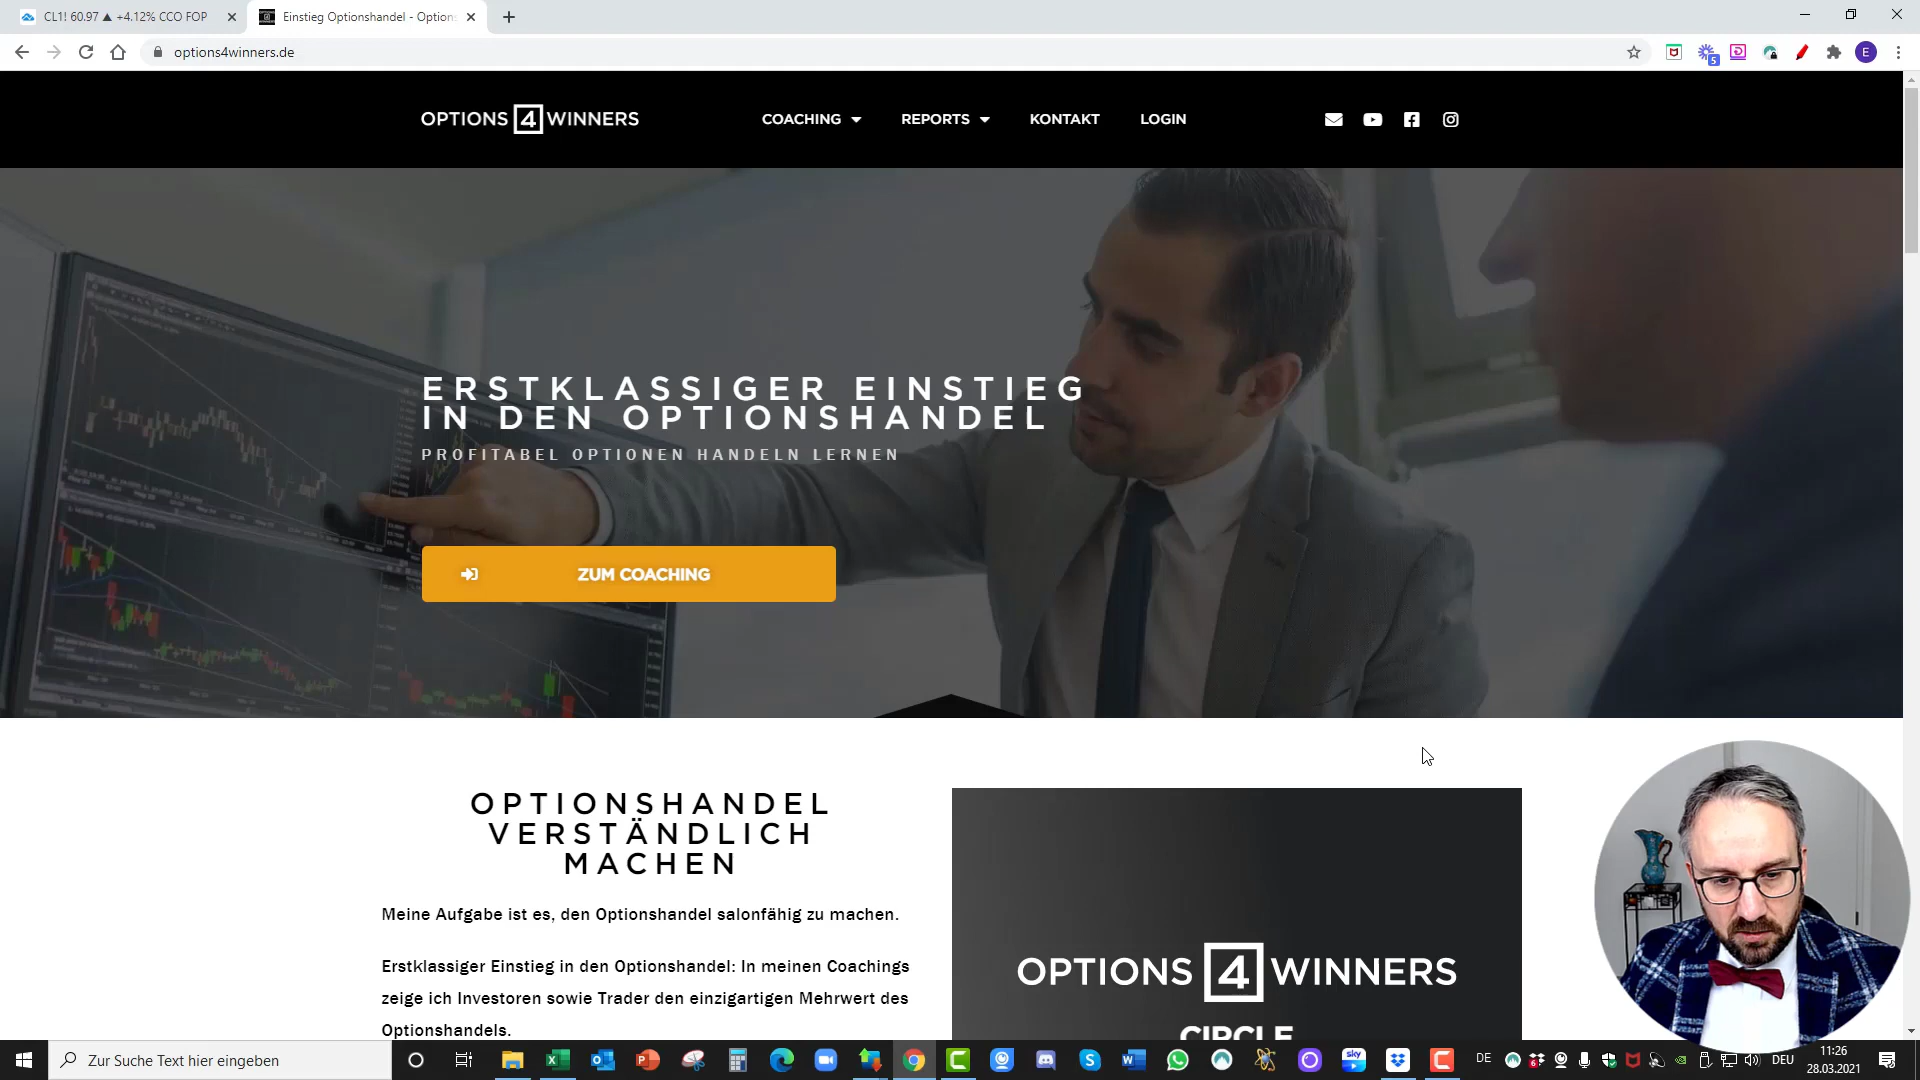 CL1! 60.97 ▲ +4.12% CCO FOP
Einstieg Optionshandel - Options
options4winners.de
E
5
OPTIONS 4 WINNERS
COACHING
REPORTS
KONTAKT
LOGIN
ERSTKLASSIGER EINSTIEG
IN DEN OPTIONSHANDEL
PROFITABEL OPTIONEN HANDELN LERNEN
ZUM COACHING
OPTIONSHANDEL
VERSTÄNDLICH
MACHEN
Meine Aufgabe ist es, den Optionshandel salonfähig zu machen.
Erstklassiger Einstieg in den Optionshandel: In meinen Coachings
zeige ich Investoren sowie Trader den einzigartigen Mehrwert des
Optionshandels.
OPTIONS 4 WINNERS
CIRCLE
Zur Suche Text hier eingeben
sky
DE
DEU
11:26
28.03.2021